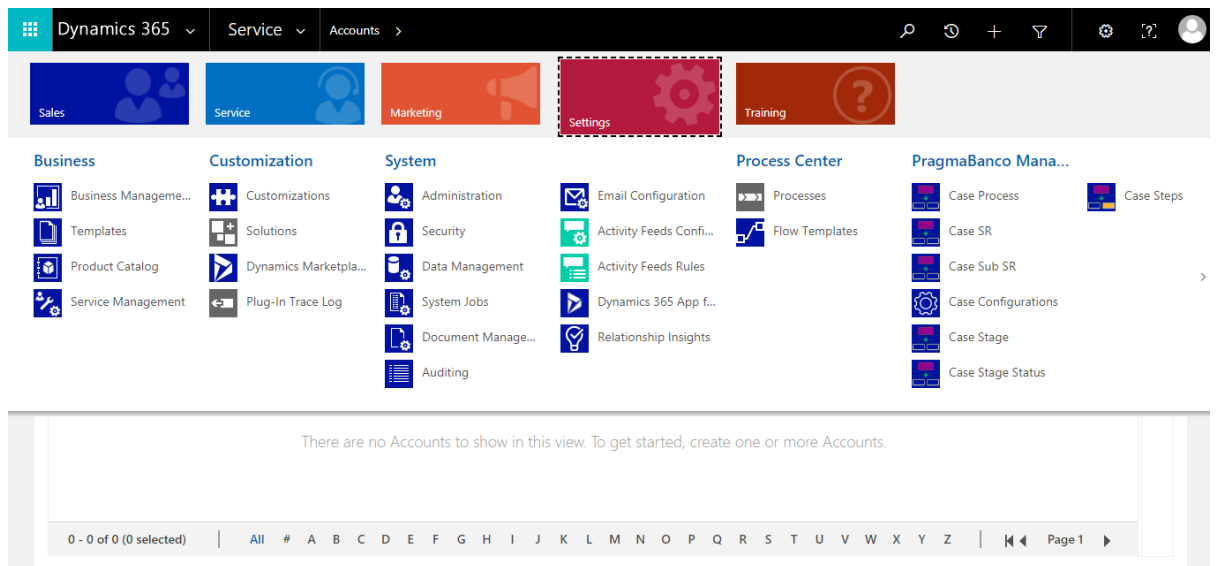 Dynamics 365 Service Accounts
Sales Service Marketing Settings Training
Business Customization System Process Center PragmaBanco Mana...
Business Manageme... Customizations Administration Email Configuration Processes Case Process Case Steps
Templates Solutions Security Activity Feeds Confi... Flow Templates Case SR
Product Catalog Dynamics Marketpla... Data Management Activity Feeds Rules Case Sub SR
Service Management Plug-In Trace Log System Jobs Dynamics 365 App f... Case Configurations
Document Manage... Relationship Insights Case Stage
Auditing Case Stage Status
There are no Accounts to show in this view. To get started, create one or more Accounts.
0 - 0 of 0 (0 selected) All # A B C D E F G H I J K L M N O P Q R S T U V W X Y Z Page 1